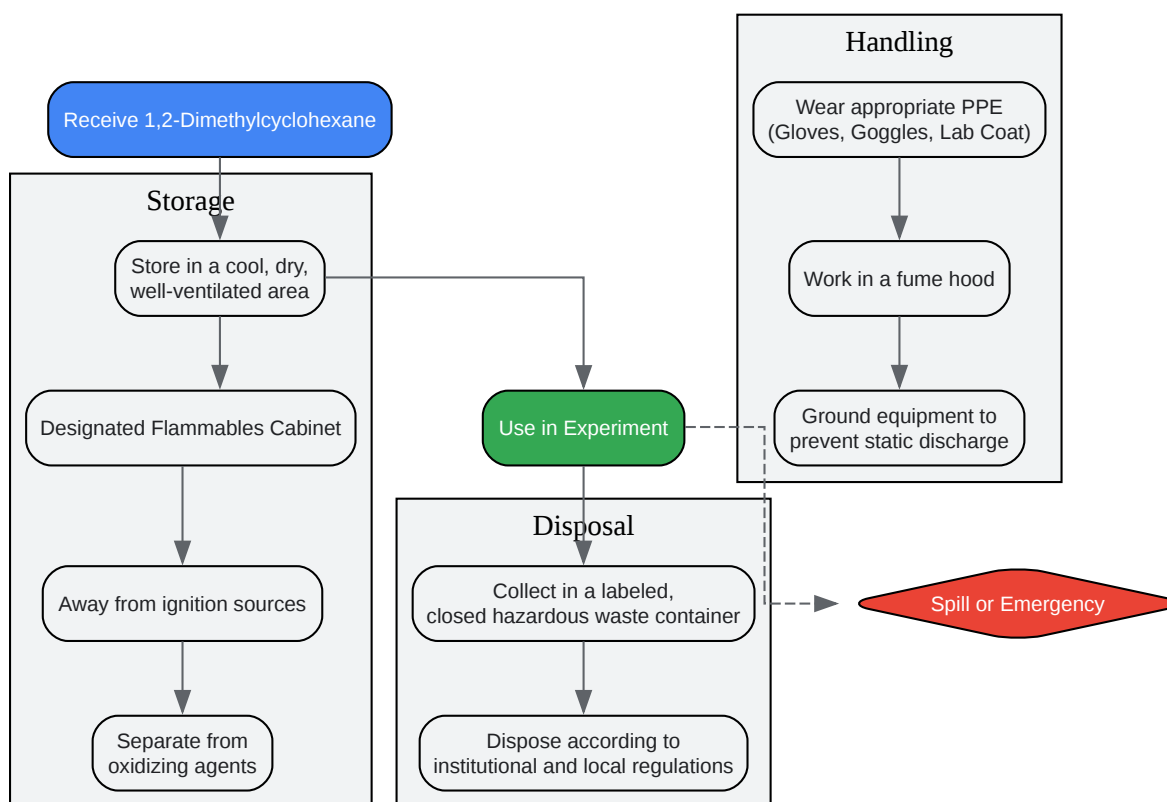 Receive 1,2-Dimethylcyclohexane
Storage
Store in a cool, dry,
well-ventilated area
Designated Flammables Cabinet
Away from ignition sources
Separate from
oxidizing agents
Use in Experiment
Disposal
Collect in a labeled,
closed hazardous waste container
Dispose according to
institutional and local regulations
Handling
Wear appropriate PPE
(Gloves, Goggles, Lab Coat)
Work in a fume hood
Ground equipment to
prevent static discharge
Spill or Emergency